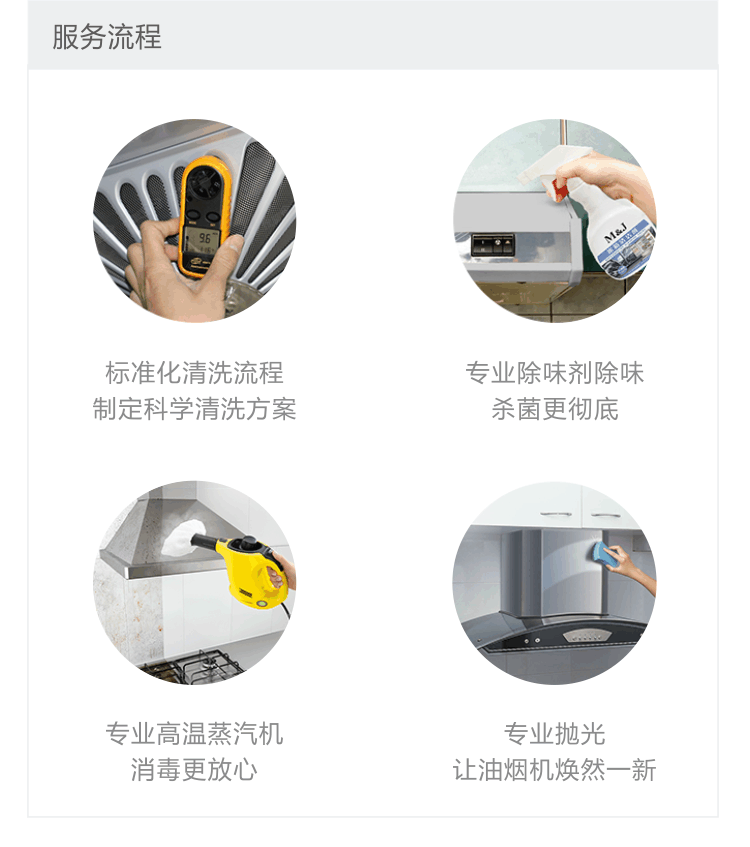 服务流程
9.6
M&J
标准化清洗流程
制定科学清洗方案
专业除味剂除味
杀菌更彻底
专业高温蒸汽机
消毒更放心
专业抛光
让油烟机焕然一新